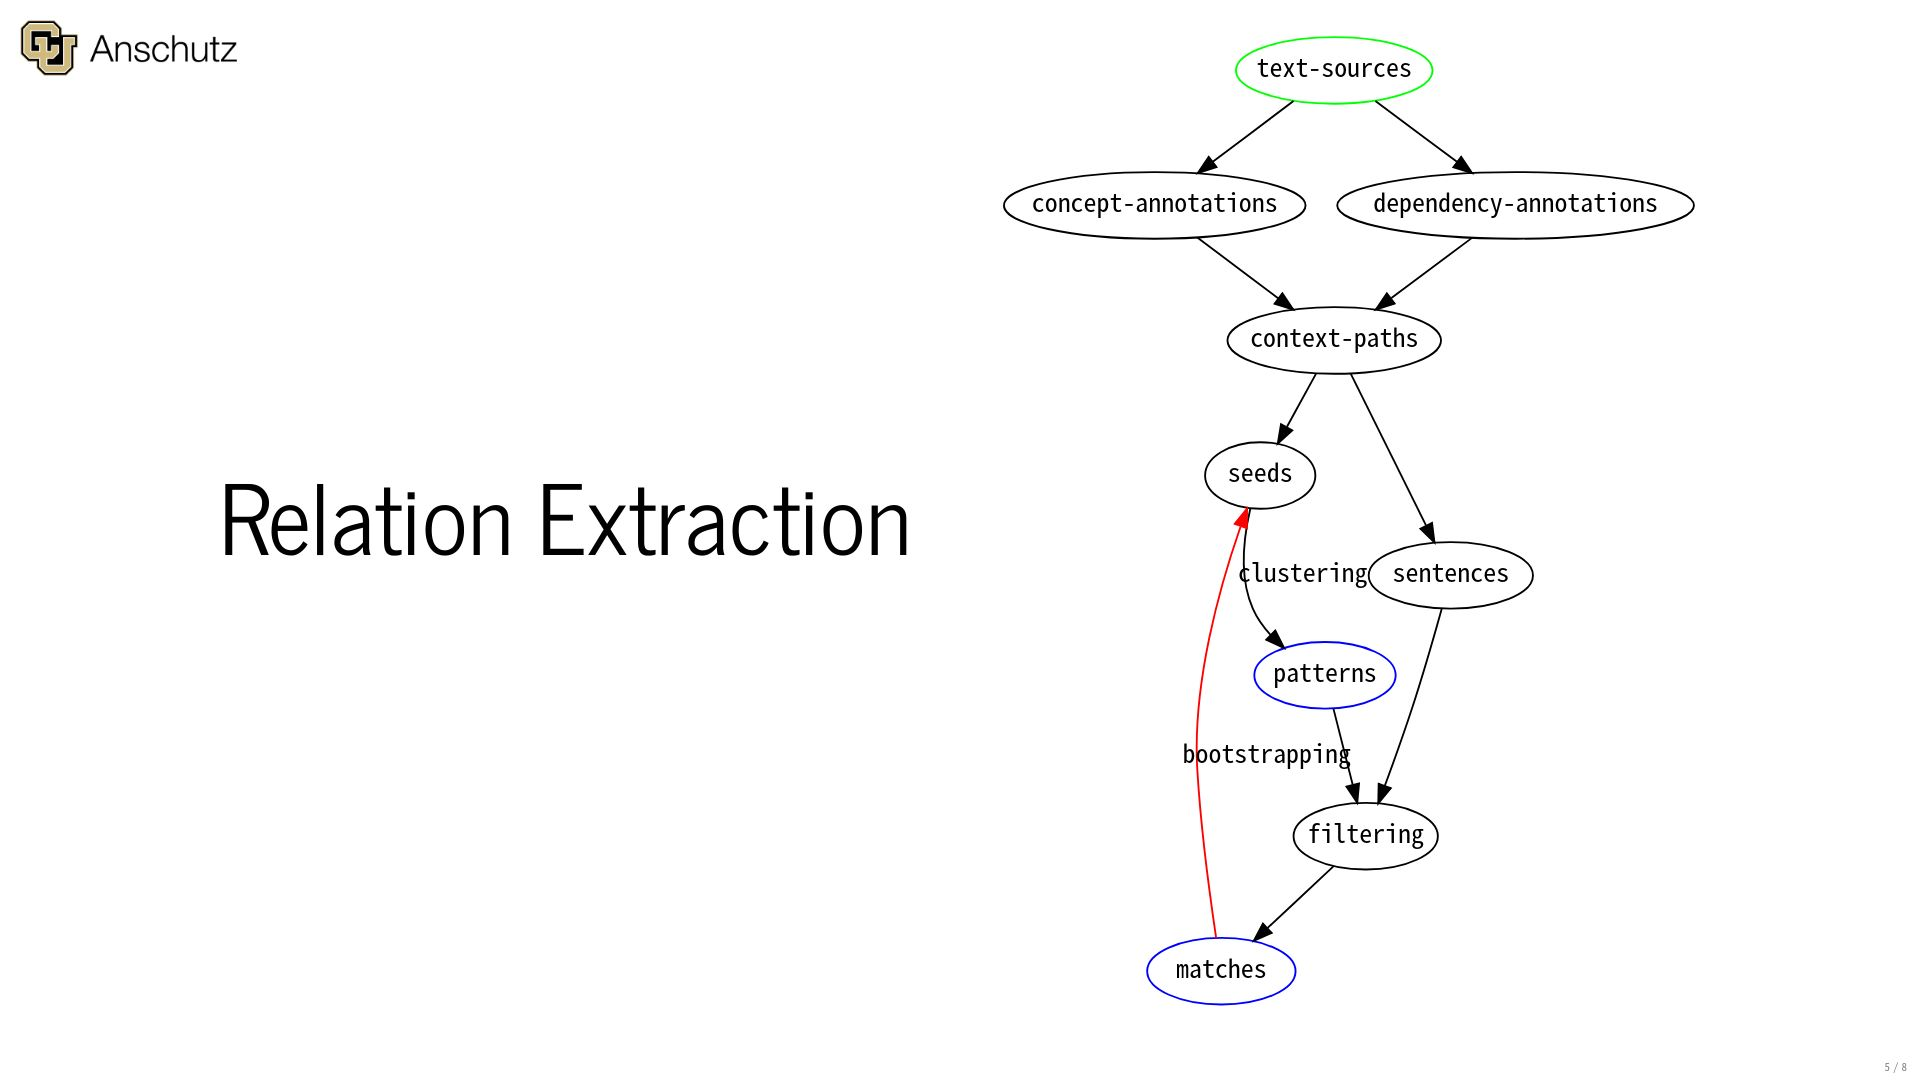 Anschutz
Relation Extraction
text-sources
concept-annotations
dependency-annotations
context-paths
seeds
clustering
sentences
patterns
bootstrapping
filtering
matches
5 / 8